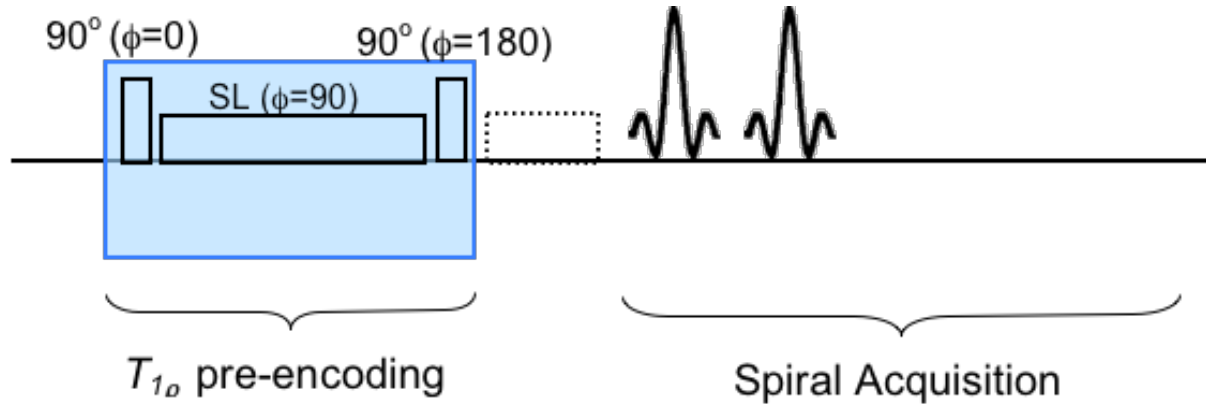 90° (ϕ=0)
90° (ϕ=180)
SL (ϕ=90)
T1ρ pre-encoding
Spiral Acquisition